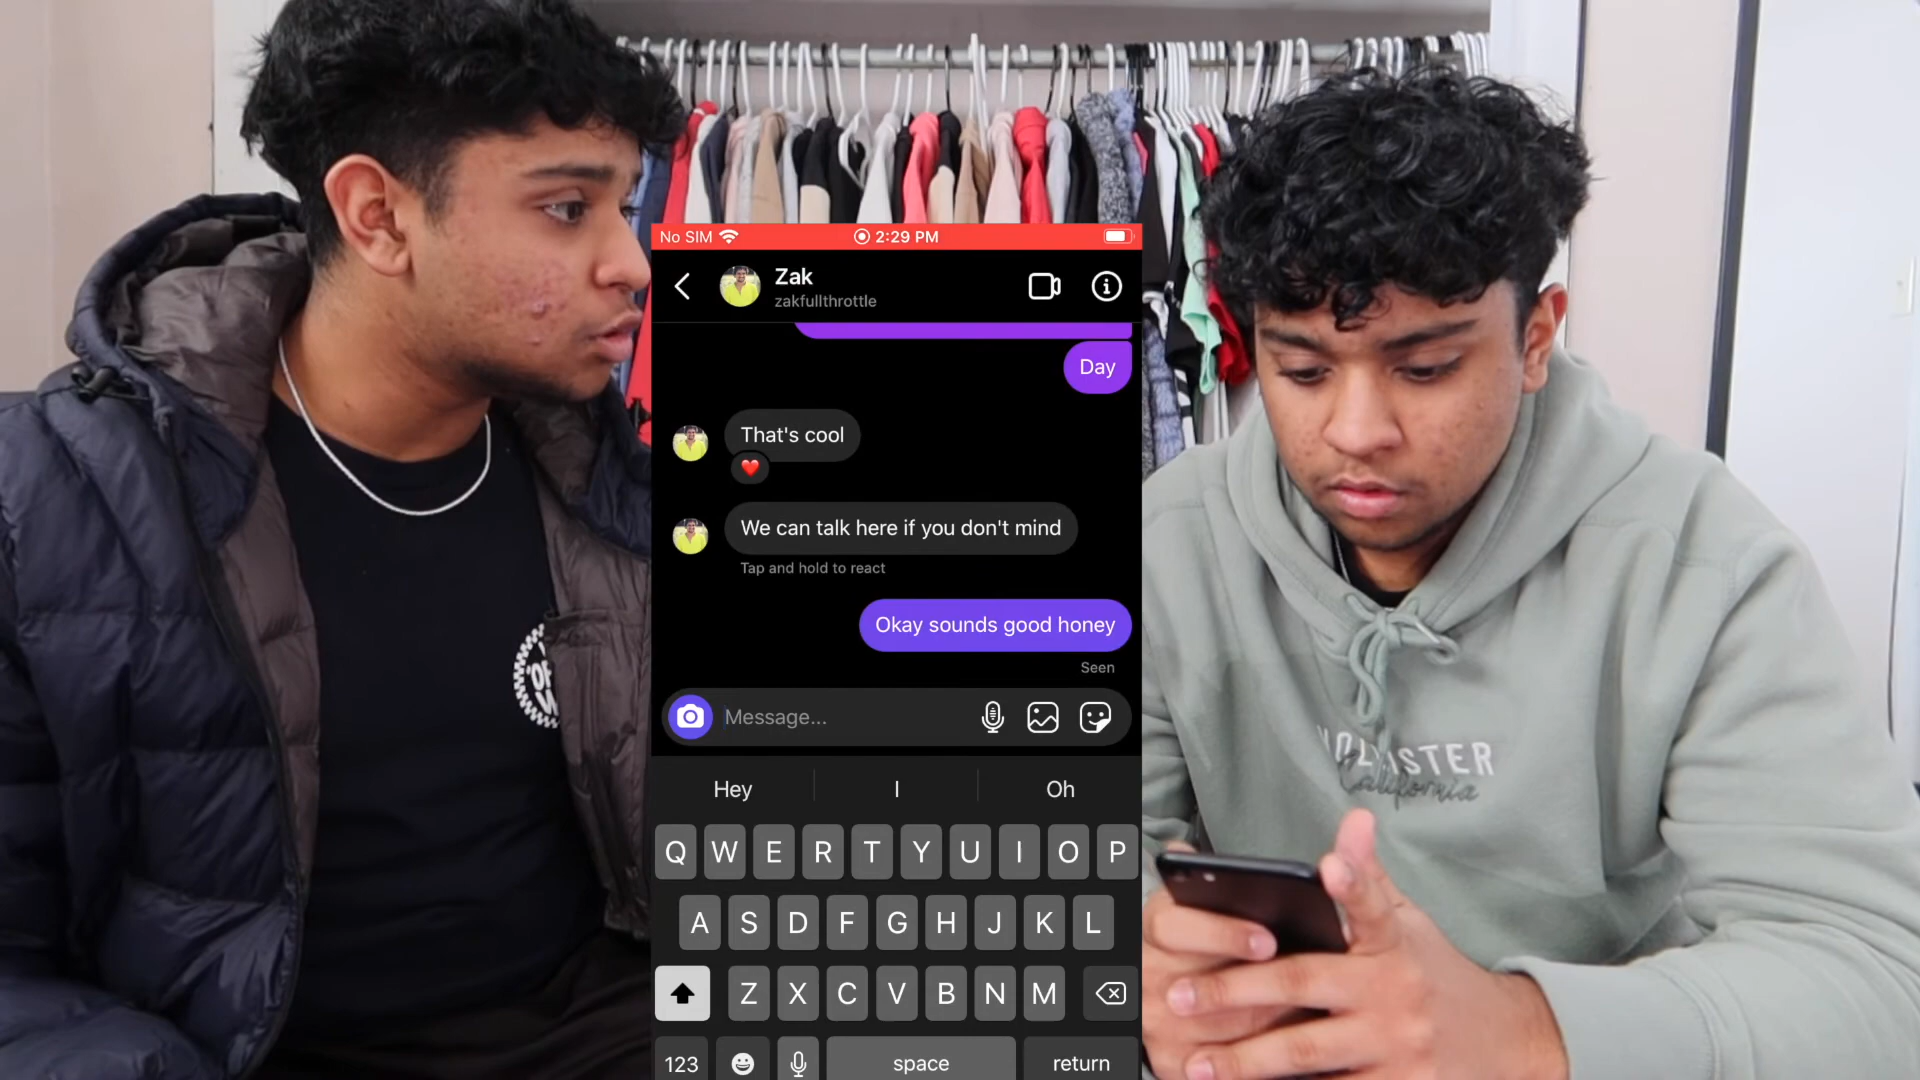 No SIM
2:29 PM
Zak
zakfullthrottle
Day
That's cool
We can talk here if you don't mind
Tap and hold to react
Okay sounds good honey
Seen
Message...
Hey I Oh
Q W E R T Y U I O P
A S D F G H J K L
Z X C V B N M
123 space return
California